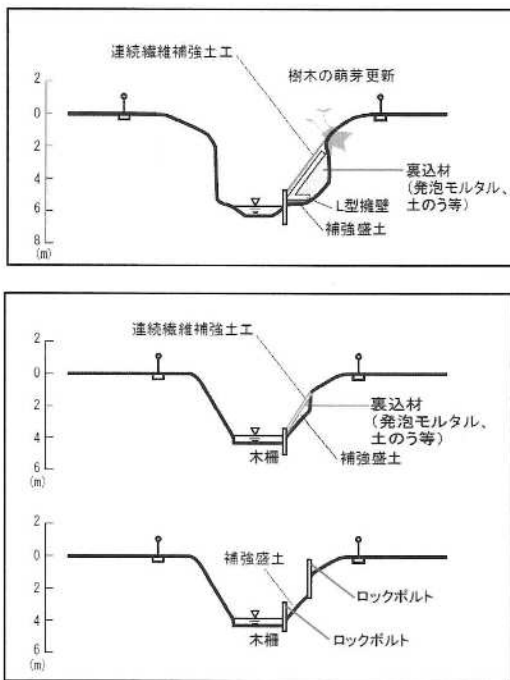 連続繊維補強土工
樹木の萌芽更新
2
0
2
4
6
8
(m)
裏込材
(発泡モルタル、
土のう等)
L型擁壁
補強盛土
連続繊維補強土工
2
0
2
4
6
(m)
裏込材
(発泡モルタル、
土のう等)
木柵
補強盛土
2
0
2
4
6
(m)
補強盛土
ロックボルト
木柵
ロックボルト